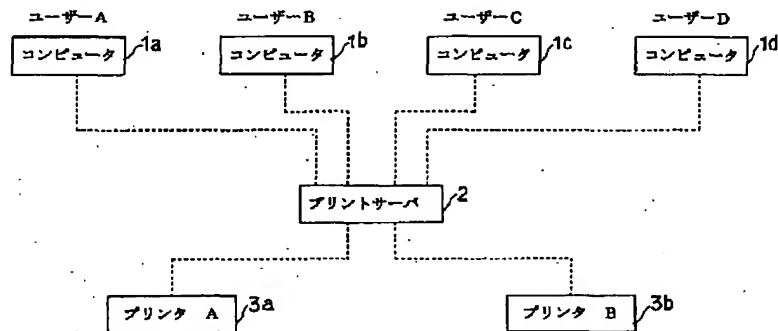 ユーザーA ユーザーB ユーザーC ユーザーD
コンピュータ 1a コンピュータ 1b コンピュータ 1c コンピュータ 1d
プリントサーバ 2
プリンタ A 3a プリンタ B 3b